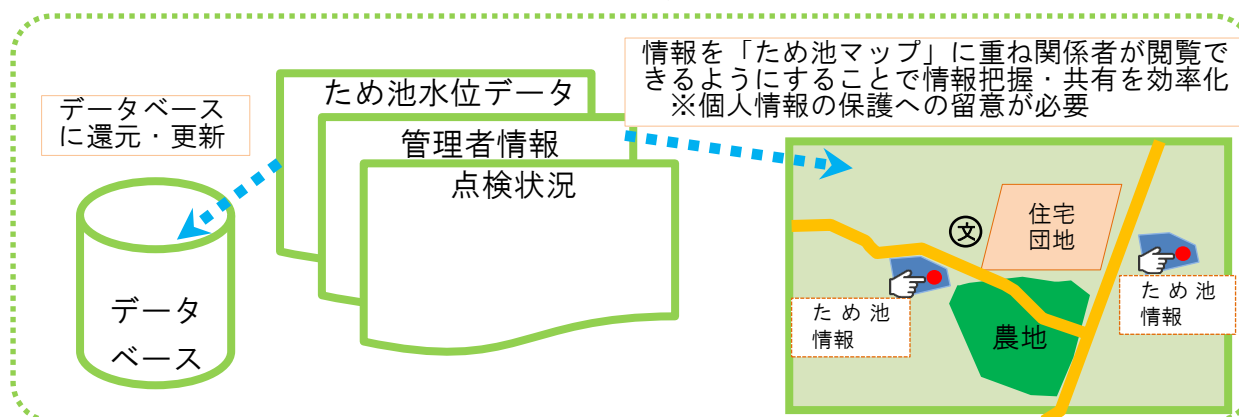 情報を「ため池マップ」に重ね関係者が閲覧で
きるようにすることで情報把握・共有を効率化
※個人情報の保護への留意が必要
データベース
に還元・更新
ため池水位データ
管理者情報
点検状況
データ
ベース
住宅
団地
文
ため池
情報
農地
ため池
情報